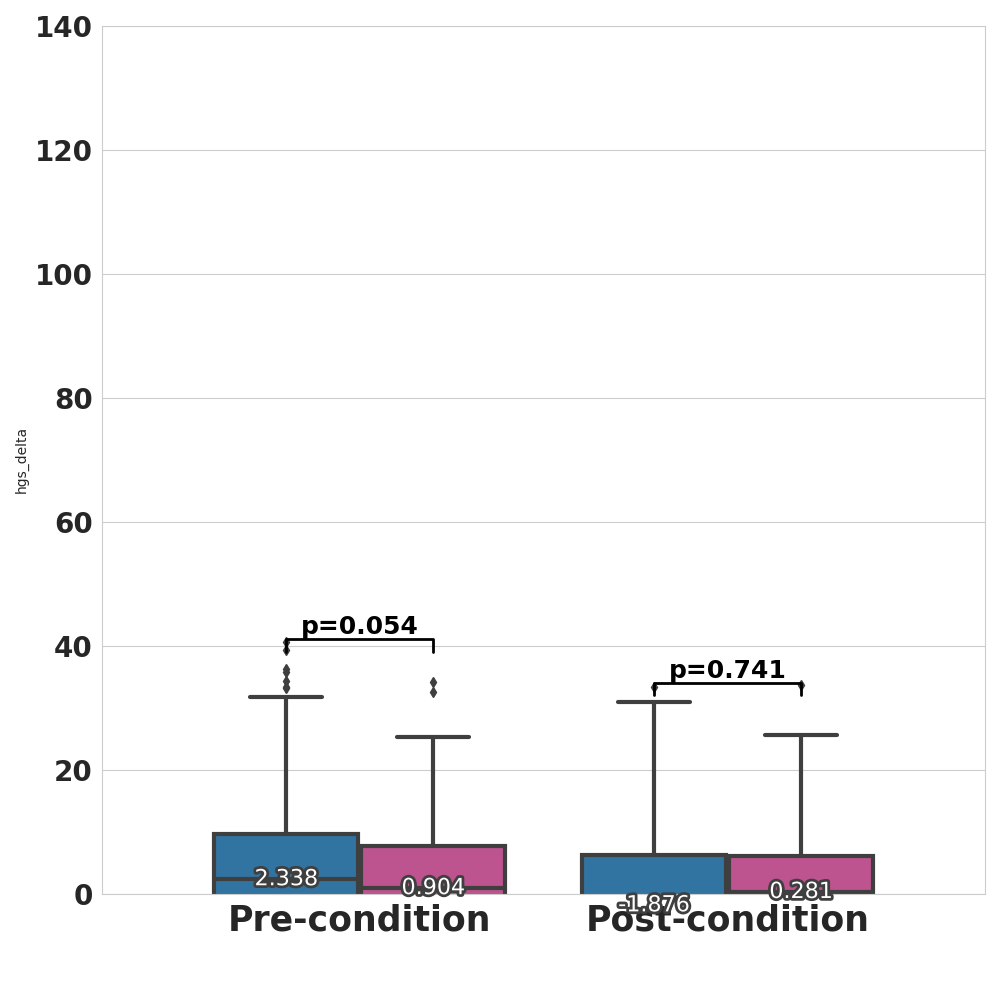 140
120
100
80
60
40
20
0
hgs_delta
p=0.054
p=0.741
2.338
0.904
-1.876
0.281
Pre-condition
Post-condition